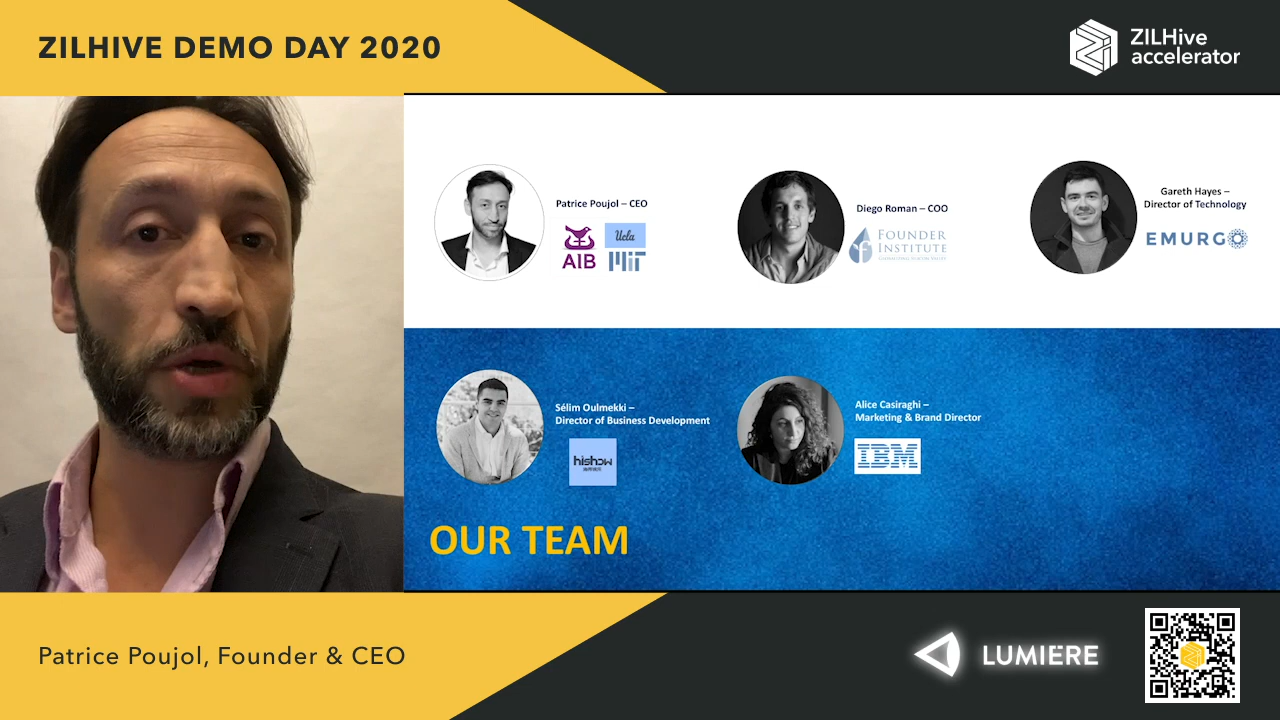 ZILHIVE DEMO DAY 2020
ZILHive
accelerator
Patrice Poujol – CEO
AIB
Ucla
MIT
Diego Roman – COO
FOUNDER
INSTITUTE
Gareth Hayes –
Director of Technology
EMURGO
Sélim Oulmekki –
Director of Business Development
hishow
Alice Casiraghi –
Marketing & Brand Director
IBM
OUR TEAM
Patrice Poujol, Founder & CEO
LUMIÈRE